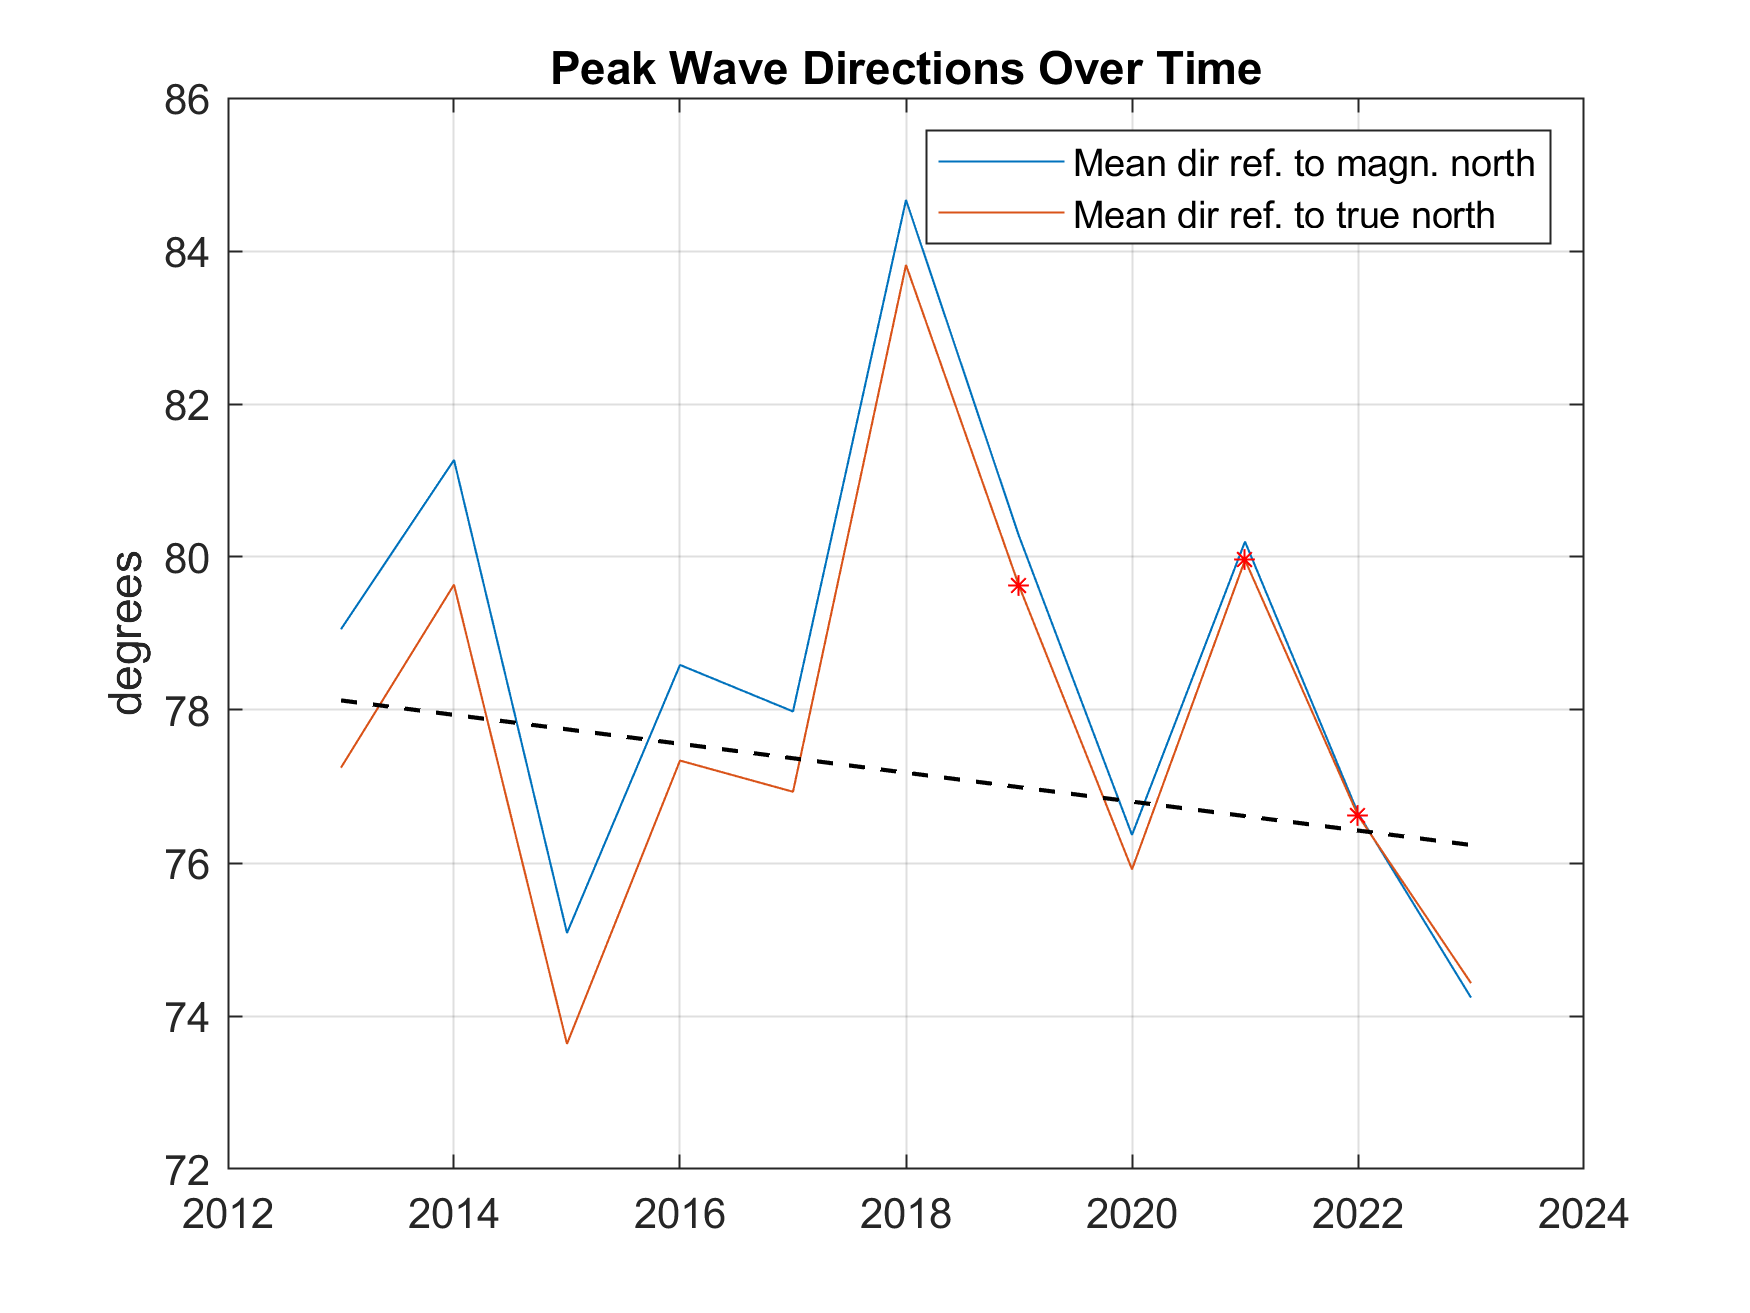 Peak Wave Directions Over Time
Mean dir ref. to magn. north
Mean dir ref. to true north
degrees
86
84
82
80
78
76
74
72
2012 2014 2016 2018 2020 2022 2024